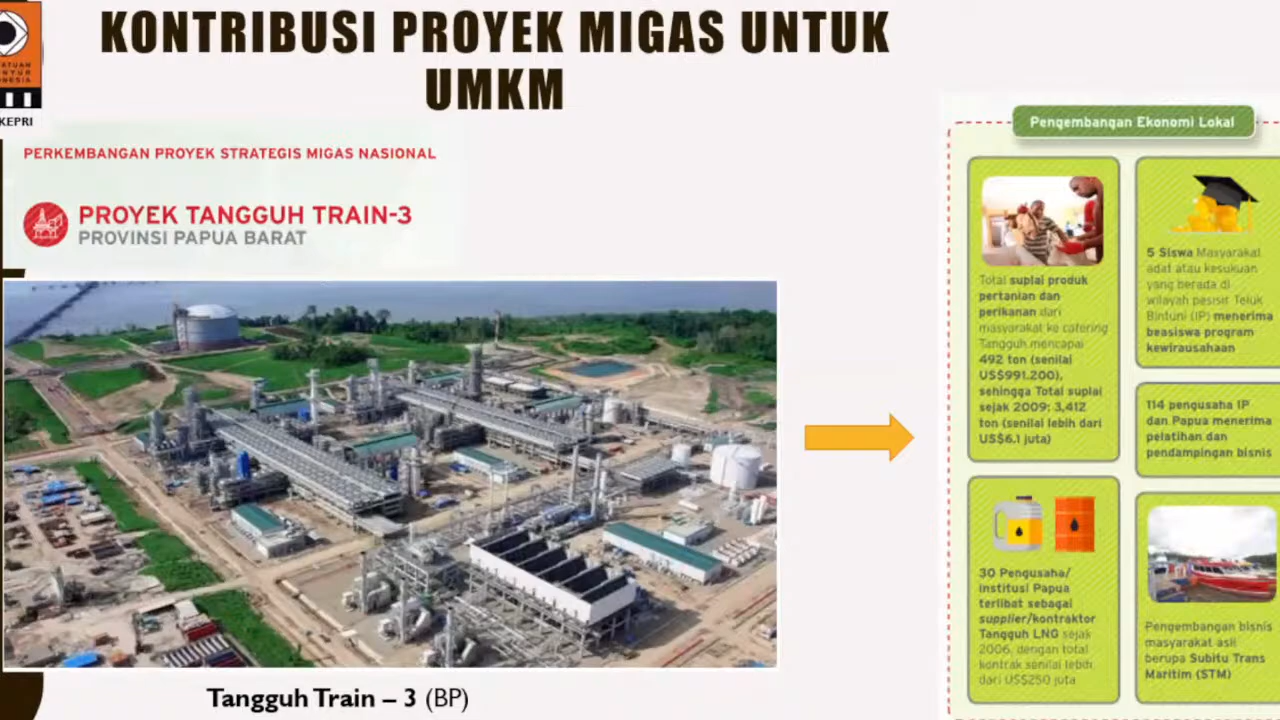 KONTRIBUSI PROYEK MIGAS UNTUK
UMKM
KEPRI
PERKEMBANGAN PROYEK STRATEGIS MIGAS NASIONAL
PROYEK TANGGUH TRAIN-3
PROVINSI PAPUA BARAT
Tangguh Train – 3 (BP)
Pengembangan Ekonomi Lokal
Total suplai produk
pertanian dan
perikanan dari
masyarakat ke catering
Tangguh mencapai
492 ton (senilai
US$991.200),
sehingga Total suplai
sejak 2009: 3,412
ton (senilai lebih dari
US$6.1 juta)
5 Siswa Masyarakat
adat atau kesukuan
yang berada di
wilayah pesisir Teluk
Bintuni (IP) menerima
beasiswa program
kewirausahaan
114 pengusaha IP
dan Papua menerima
pelatihan dan
pendampingan bisnis
30 Pengusaha/
institusi Papua
terlibat sebagai
supplier/kontraktor
Tangguh LNG sejak
2006, dengan total
kontrak senilai lebih
dari US$250 juta
Pengembangan bisnis
masyarakat asli
berupa Subitu Trans
Maritim (STM)